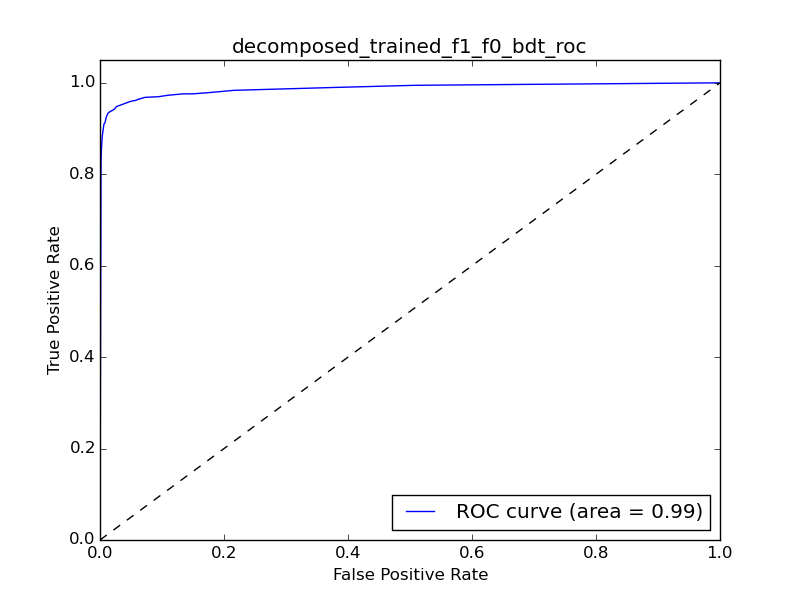 decomposed_trained_f1_f0_bdt_roc
1.0
0.8
0.6
0.4
0.2
0.0
True Positive Rate
ROC curve (area = 0.99)
0.0 0.2 0.4 0.6 0.8 1.0
False Positive Rate